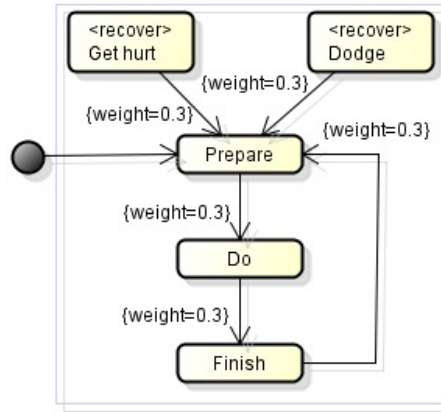 <recover>
Get hurt
<recover>
Dodge
{weight=0.3}
{weight=0.3}
{weight=0.3}
Prepare
{weight=0.3}
Do
{weight=0.3}
Finish